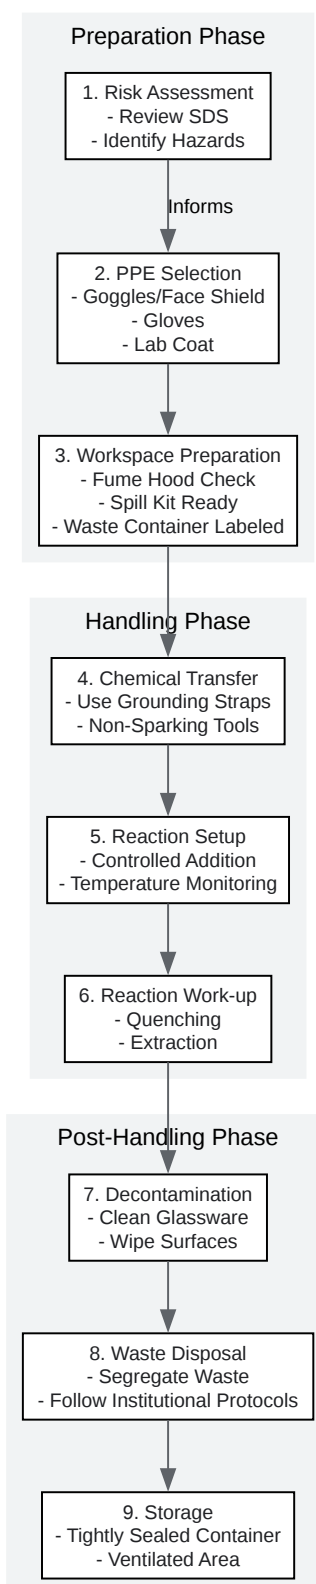 Preparation Phase
1. Risk Assessment
- Review SDS
- Identify Hazards
Informs
2. PPE Selection
- Goggles/Face Shield
- Gloves
- Lab Coat
3. Workspace Preparation
- Fume Hood Check
- Spill Kit Ready
- Waste Container Labeled
Handling Phase
4. Chemical Transfer
- Use Grounding Straps
- Non-Sparking Tools
5. Reaction Setup
- Controlled Addition
- Temperature Monitoring
6. Reaction Work-up
- Quenching
- Extraction
Post-Handling Phase
7. Decontamination
- Clean Glassware
- Wipe Surfaces
8. Waste Disposal
- Segregate Waste
- Follow Institutional Protocols
9. Storage
- Tightly Sealed Container
- Ventilated Area